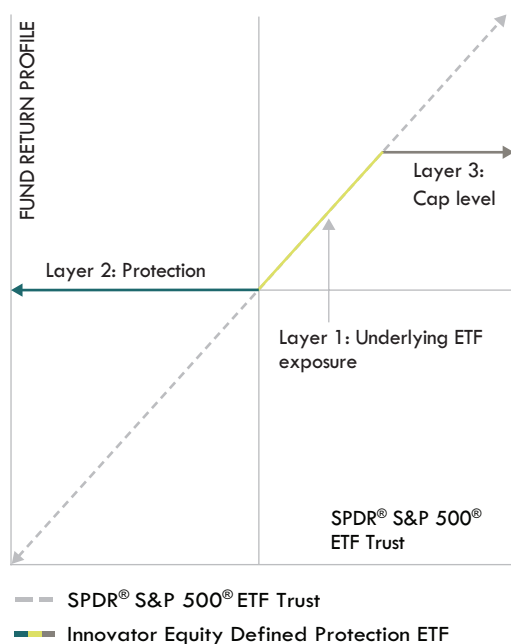 FUND RETURN PROFILE
Layer 3:
Cap level
Layer 2: Protection
Layer 1: Underlying ETF
exposure
SPDR® S&P 500®
ETF Trust
SPDR® S&P 500® ETF Trust
Innovator Equity Defined Protection ETF